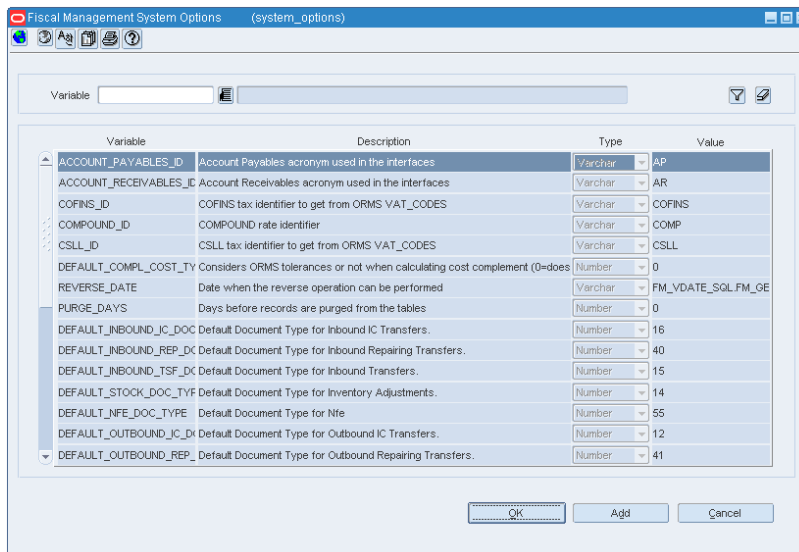 Fiscal Management System Options (system_options)
Variable
Variable Description Type Value
ACCOUNT_PAYABLES_ID Account Payables acronym used in the interfaces Varchar AP
ACCOUNT_RECEIVABLES_ID Account Receivables acronym used in the interfaces Varchar AR
COFINS_ID COFINS tax identifier to get from ORMS VAT_CODES Varchar COFINS
COMPOUND_ID COMPOUND rate identifier Varchar COMP
CSLL_ID CSLL tax identifier to get from ORMS VAT_CODES Varchar CSLL
DEFAULT_COMPL_COST_TY Considers ORMS tolerances or not when calculating cost complement (0=does Number 0
REVERSE_DATE Date when the reverse operation can be performed Varchar FM_VDATE_SQL.FM_GE
PURGE_DAYS Days before records are purged from the tables Number 0
DEFAULT_INBOUND_IC_DOC Default Document Type for Inbound IC Transfers. Number 16
DEFAULT_INBOUND_REP_DO Default Document Type for Inbound Repairing Transfers. Number 40
DEFAULT_INBOUND_TSF_DO Default Document Type for Inbound Transfers. Number 15
DEFAULT_STOCK_DOC_TYP Default Document Type for Inventory Adjustments. Number 14
DEFAULT_NFE_DOC_TYPE Default Document Type for Nfe Number 55
DEFAULT_OUTBOUND_IC_DO Default Document Type for Outbound IC Transfers. Number 12
DEFAULT_OUTBOUND_REP_ Default Document Type for Outbound Repairing Transfers. Number 41
OK Add Cancel